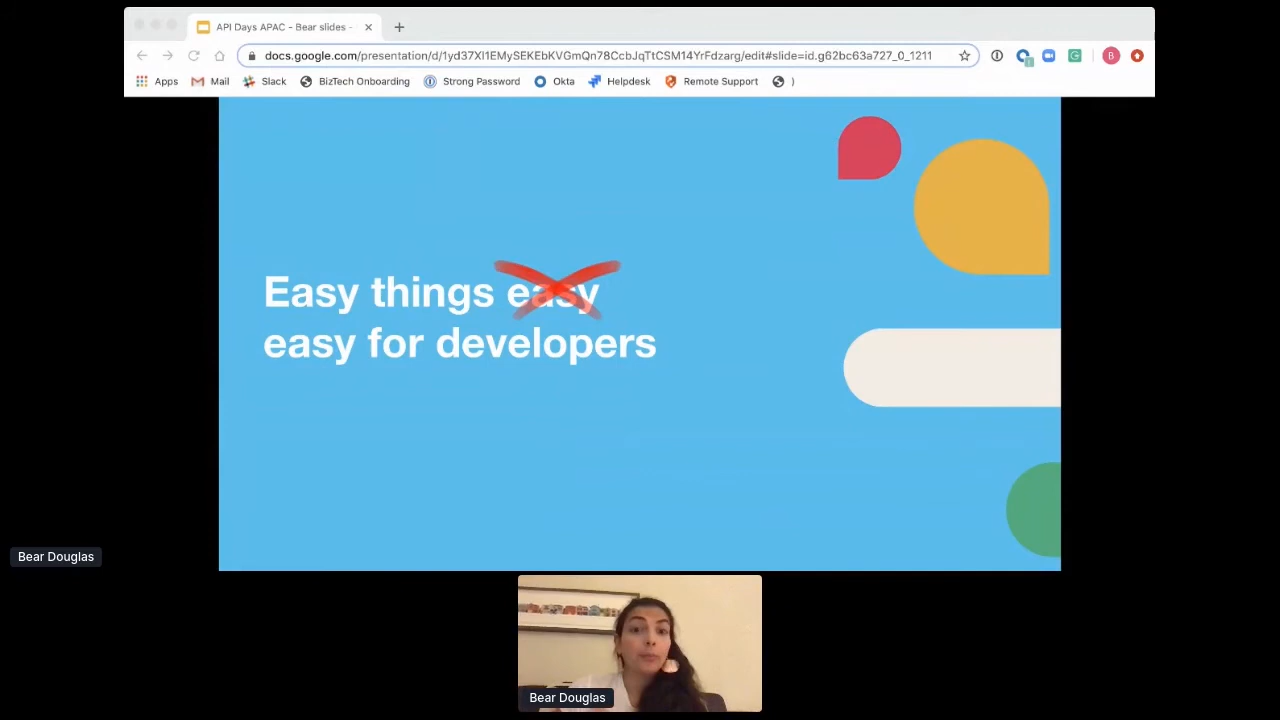 API Days APAC - Bear slides -
docs.google.com/presentation/d/1yd37Xl1EMySEKEbKVGmQn78CcbJqTtCSM14YrFdzarg/edit#slide=id.g62bc63a727_0_1211
B
Apps Mail Slack BizTech Onboarding Strong Password Okta Helpdesk Remote Support )
Easy things easy
easy for developers
Bear Douglas
Bear Douglas